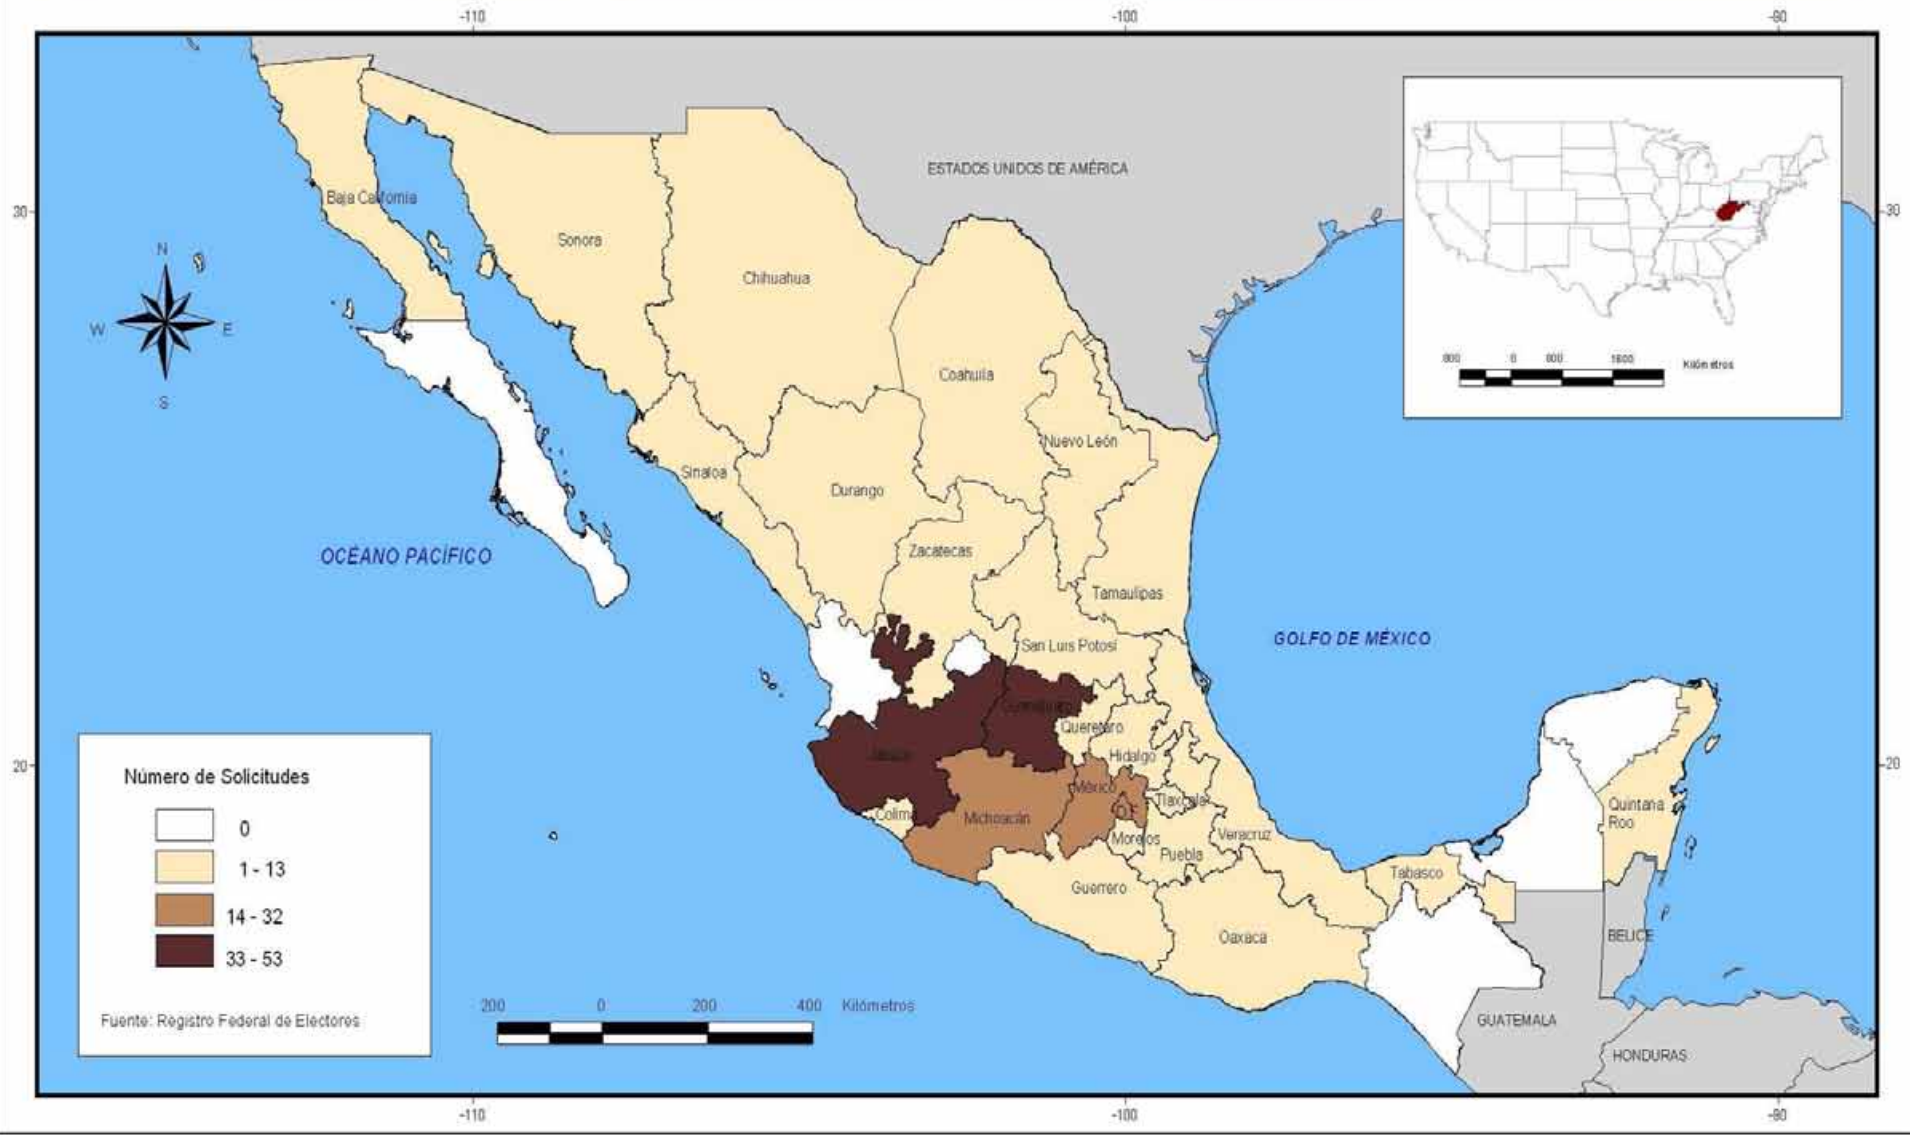 -110
-100
-90
ESTADOS UNIDOS DE AMÉRICA
30
30
Baja California
Sonora
Chihuahua
N
W
E
S
Coahuila
800
0
800
1600
Kilómetros
Nuevo León
Sinaloa
Durango
OCÉANO PACÍFICO
Zacatecas
Tamaulipas
San Luis Potosí
GOLFO DE MÉXICO
Guanajuato
Querétaro
Jalisco
Hidalgo
20
20
México
Tlaxcala
D.F.
Colima
Michoacán
Morelos
Veracruz
Puebla
Quintana
Roo
Tabasco
Guerrero
Oaxaca
BELICE
GUATEMALA
HONDURAS
Número de Solicitudes
0
1 - 13
14 - 32
33 - 53
Fuente: Registro Federal de Electores
200
0
200
400
Kilómetros
-110
-100
-90